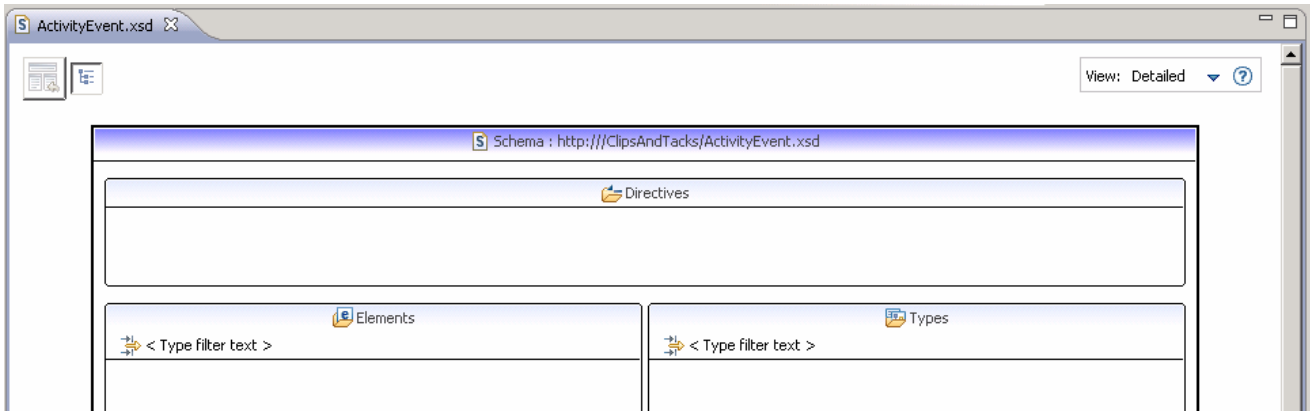 ActivityEvent.xsd
View: Detailed
Schema : http:///ClipsAndTacks/ActivityEvent.xsd
Directives
Elements
Types
< Type filter text >
< Type filter text >